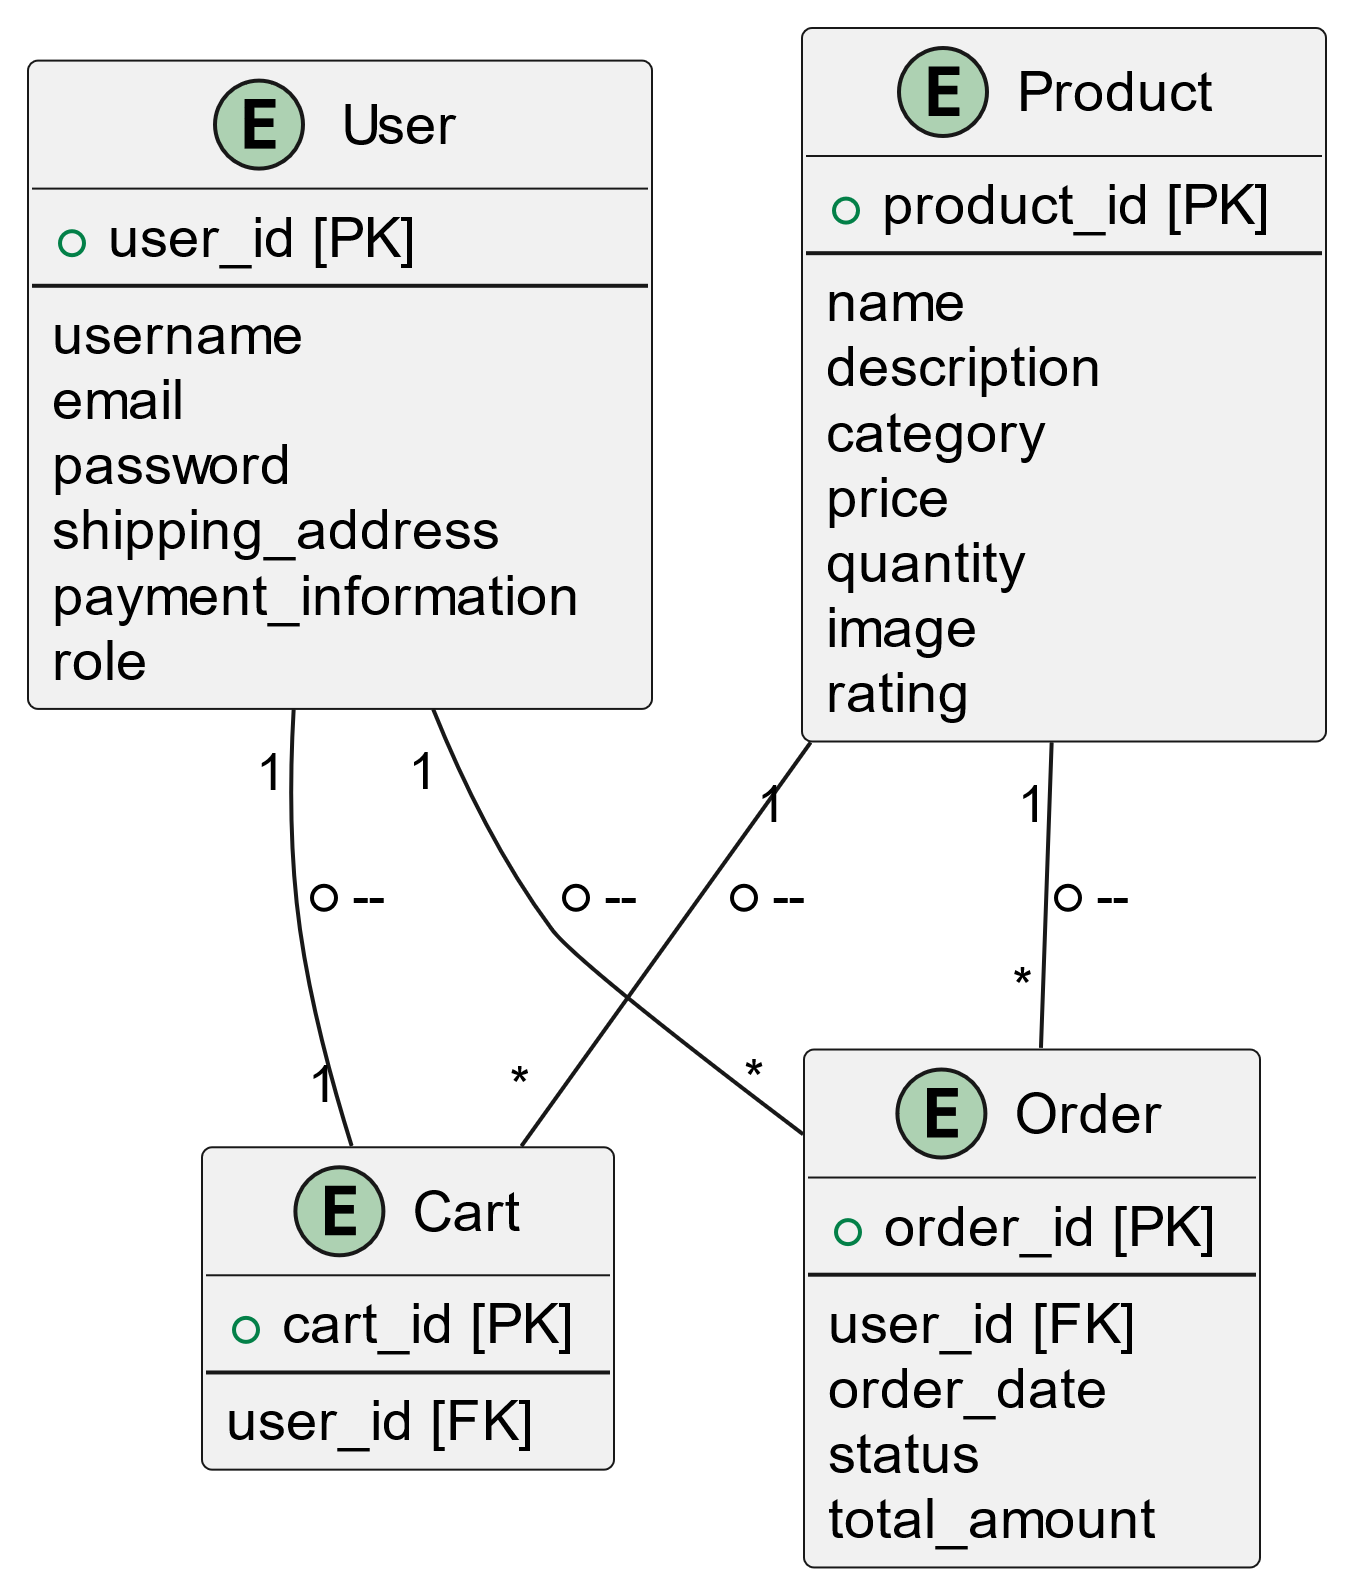 E User
user_id [PK]
username
email
password
shipping_address
payment_information
role
E Product
product_id [PK]
name
description
category
price
quantity
image
rating
1
1
1
1
--
--
--
--
*
1
*
*
E Cart
cart_id [PK]
user_id [FK]
E Order
order_id [PK]
user_id [FK]
order_date
status
total_amount